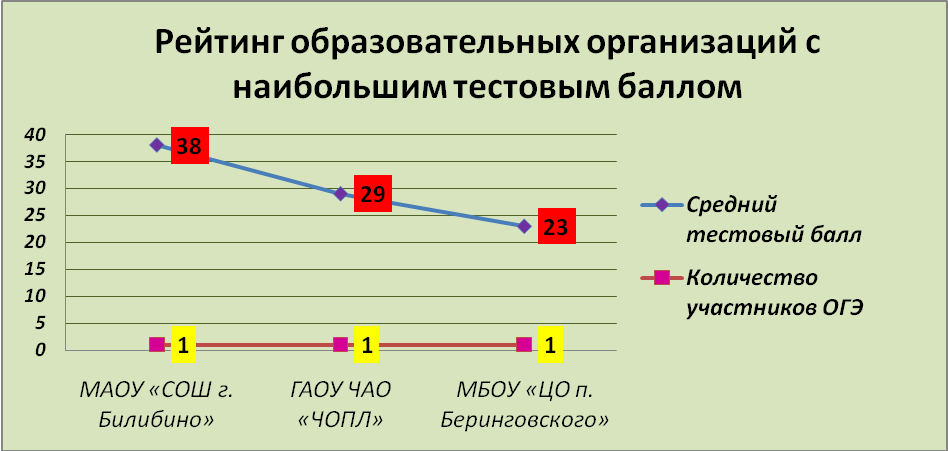 Рейтинг образовательных организаций с
наибольшим тестовым баллом
40
35
30
25
20
15
10
5
0
38
29
23
1
1
1
МАОУ «СОШ г.
Билибино»
ГАОУ ЧАО
«ЧОПЛ»
МБОУ «ЦО п.
Беринговского»
Средний
тестовый балл
Количество
участников ОГЭ